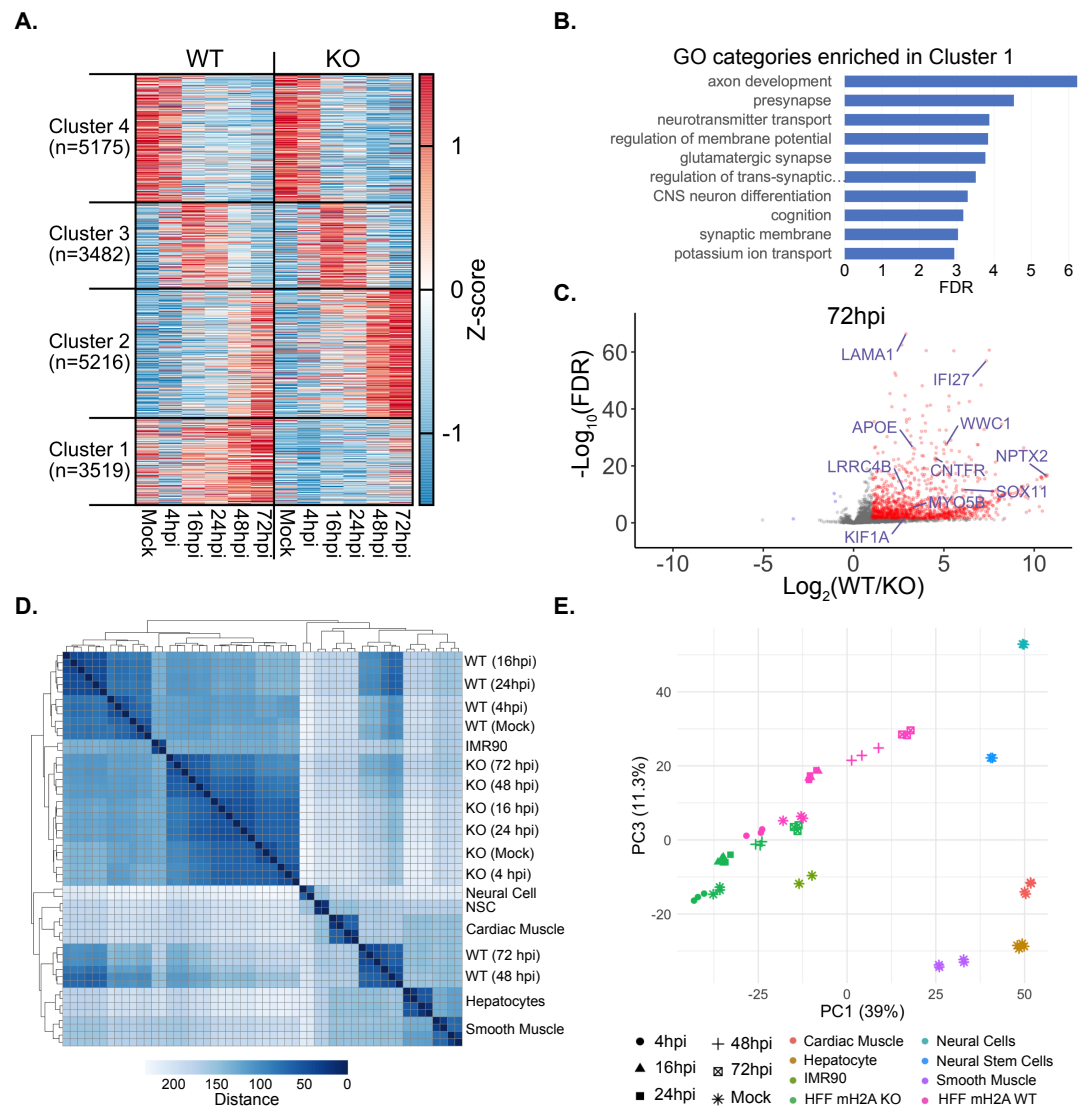 A.
WT KO
Cluster 4
(n=5175)
Cluster 3
(n=3482)
Cluster 2
(n=5216)
Cluster 1
(n=3519)
1
0
-1
Z-score
Mock 4hpi 16hpi 24hpi 48hpi 72hpi Mock 4hpi 16hpi 24hpi 48hpi 72hpi
B.
GO categories enriched in Cluster 1
axon development
presynapse
neurotransmitter transport
regulation of membrane potential
glutamatergic synapse
regulation of trans-synaptic...
CNS neuron differentiation
cognition
synaptic membrane
potassium ion transport
0 1 2 3 4 5 6
FDR
C.
72hpi
-Log10(FDR)
60
40
20
0
LAMA1
IFI27
APOE
WWC1
LRRC4B
CNTFR
NPTX2
SOX11
MYO5B
KIF1A
-10 -5 0 5 10
Log2(WT/KO)
D.
WT (16hpi)
WT (24hpi)
WT (4hpi)
WT (Mock)
IMR90
KO (72 hpi)
KO (48 hpi)
KO (16 hpi)
KO (24 hpi)
KO (Mock)
KO (4 hpi)
Neural Cell
NSC
Cardiac Muscle
WT (72 hpi)
WT (48 hpi)
Hepatocytes
Smooth Muscle
200 150 100 50 0
Distance
E.
PC3 (11.3%)
40
20
0
-20
-25 0 25 50
PC1 (39%)
4hpi
16hpi
24hpi
48hpi
72hpi
Mock
Cardiac Muscle
Hepatocyte
IMR90
HFF mH2A KO
Neural Cells
Neural Stem Cells
Smooth Muscle
HFF mH2A WT